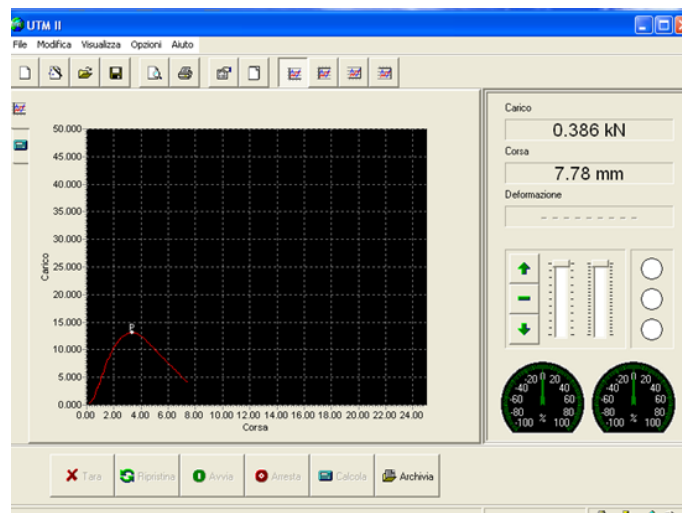 UTM II
File Modifica Visualizza Opzioni Aiuto
Carico
0.386 kN
Corsa
7.78 mm
Deformazione
- - - - - - - - -
50.000
45.000
40.000
35.000
30.000
25.000
20.000
15.000
10.000
5.000
0.000
Carico
P
0.00 2.00 4.00 6.00 8.00 10.00 12.00 14.00 16.00 18.00 20.00 22.00 24.00
Corsa
-20 0 20
-40 40
-60 60
-80 80
-100 % 100
-20 0 20
-40 40
-60 60
-80 80
-100 % 100
Tara Ripristina Avvia Arresta Calcola Archivia